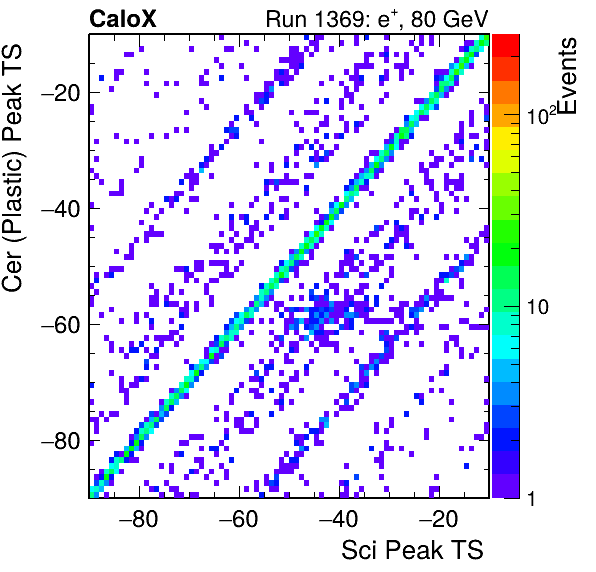 CaloX Run 1369: e⁺, 80 GeV
Cer (Plastic) Peak TS
−20
−40
−60
−80
−80 −60 −40 −20
Sci Peak TS
Events
10²
10
1